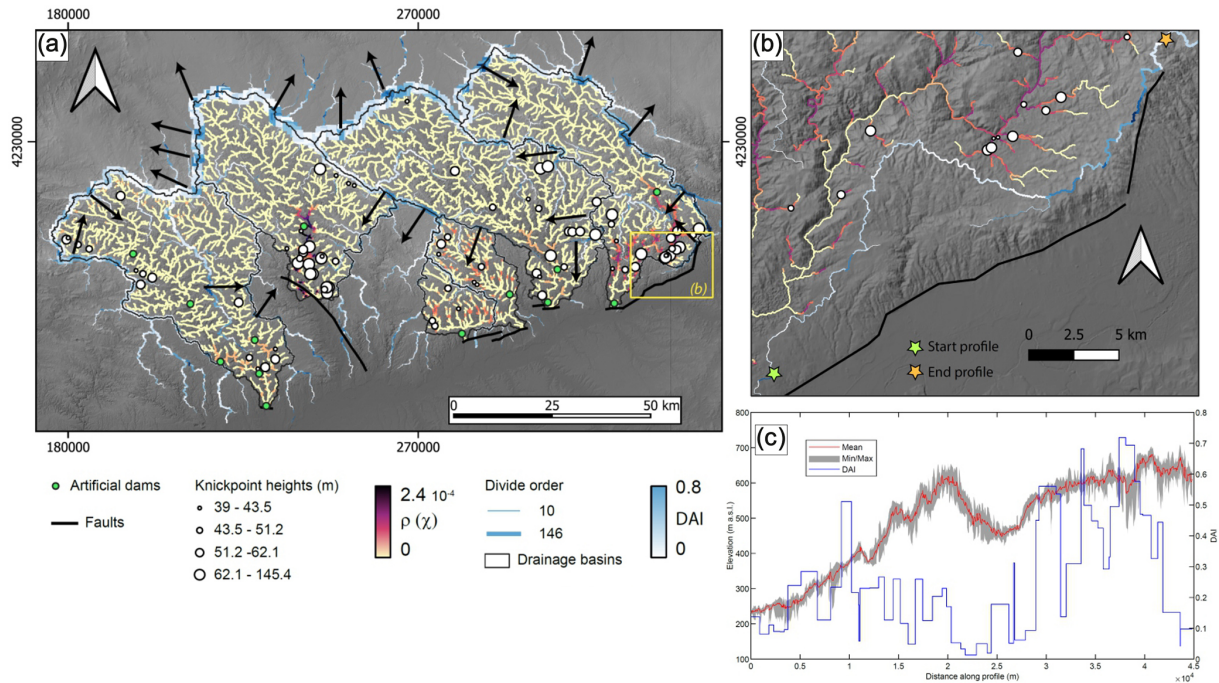 180000
270000
(a)
4230000
(b)
0
25
50 km
180000
270000
(b)
4230000
Start profile
End profile
0
2.5
5 km
Artificial dams
Faults
Knickpoint heights (m)
39 - 43.5
43.5 - 51.2
51.2 -62.1
62.1 - 145.4
2.4 10⁻⁴
ρ (χ)
0
Divide order
10
146
Drainage basins
0.8
DAI
0
(c)
Mean
Min/Max
DAI
800
700
600
500
400
300
200
100
Elevation (m a.s.l.)
0.8
0.7
0.6
0.5
0.4
0.3
0.2
0.1
0
DAI
0
0.5
1
1.5
2
2.5
3
3.5
4
4.5
Distance along profile (m)
× 10⁴